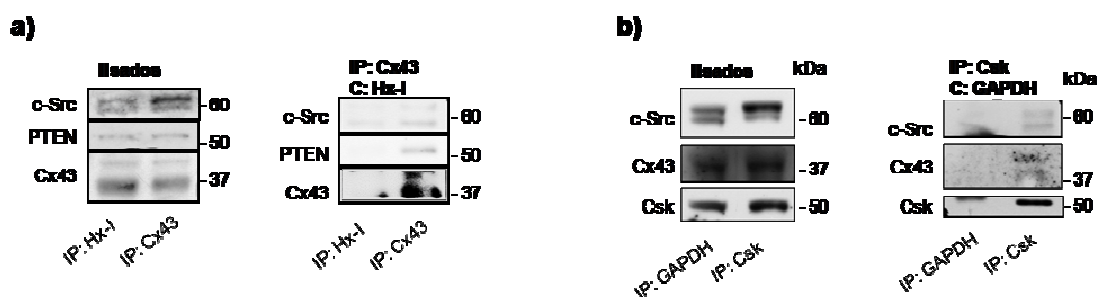 a)
lisados
c-Src
60
PTEN
50
Cx43
37
IP: Hx-I
IP: Cx43
IP: Cx43
C: Hx-I
c-Src
60
PTEN
50
Cx43
37
IP: Hx-I
IP: Cx43
b)
lisados
kDa
c-Src
60
Cx43
37
Csk
50
IP: GAPDH
IP: Csk
IP: Csk
C: GAPDH
kDa
c-Src
60
Cx43
37
Csk
50
IP: GAPDH
IP: Csk